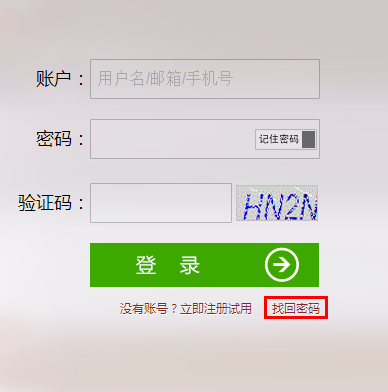 账户：用户名/邮箱/手机号
密码：记住密码
验证码：HN2N
登 录
没有账号？立即注册试用 找回密码